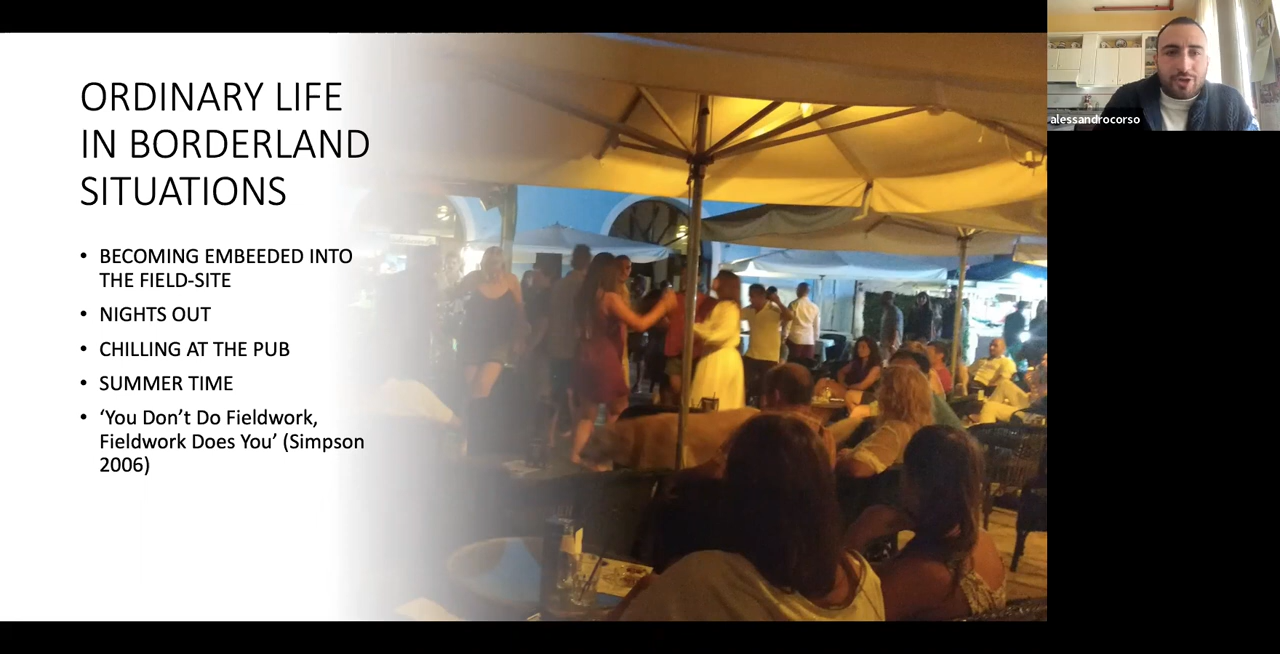 ORDINARY LIFE
IN BORDERLAND
SITUATIONS
• BECOMING EMBEEDED INTO
THE FIELD-SITE
• NIGHTS OUT
• CHILLING AT THE PUB
• SUMMER TIME
• ‘You Don’t Do Fieldwork,
Fieldwork Does You’ (Simpson
2006)
alessandrocorso